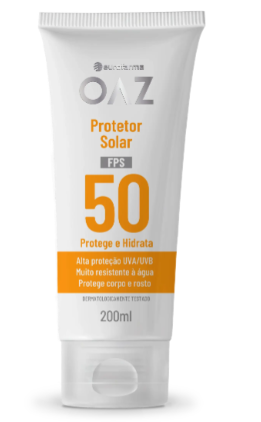 OAZ
Protetor
Solar
FPS
50
Protege e Hidrata
Alta proteção UVA/UVB
Muito resistente à água
Protege corpo e rosto
DERMATOLOGICAMENTE TESTADO
200ml